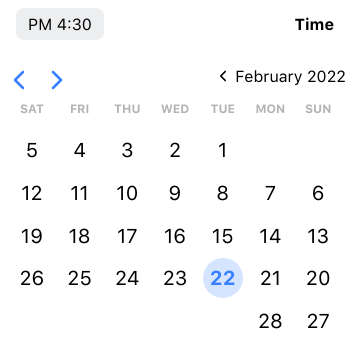 PM 4:30 Time
February 2022
SAT FRI THU WED TUE MON SUN
5 4 3 2 1
12 11 10 9 8 7 6
19 18 17 16 15 14 13
26 25 24 23 22 21 20
28 27